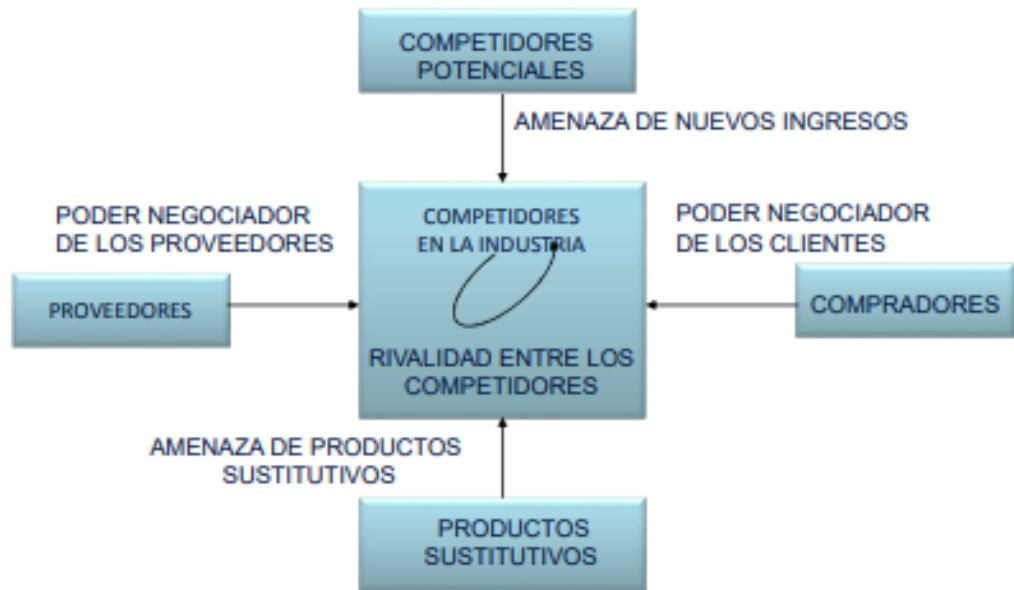 COMPETIDORES
POTENCIALES
AMENAZA DE NUEVOS INGRESOS
PODER NEGOCIADOR
DE LOS PROVEEDORES
COMPETIDORES
EN LA INDUSTRIA
PODER NEGOCIADOR
DE LOS CLIENTES
PROVEEDORES
COMPRADORES
RIVALIDAD ENTRE LOS
COMPETIDORES
AMENAZA DE PRODUCTOS
SUSTITUTIVOS
PRODUCTOS
SUSTITUTIVOS